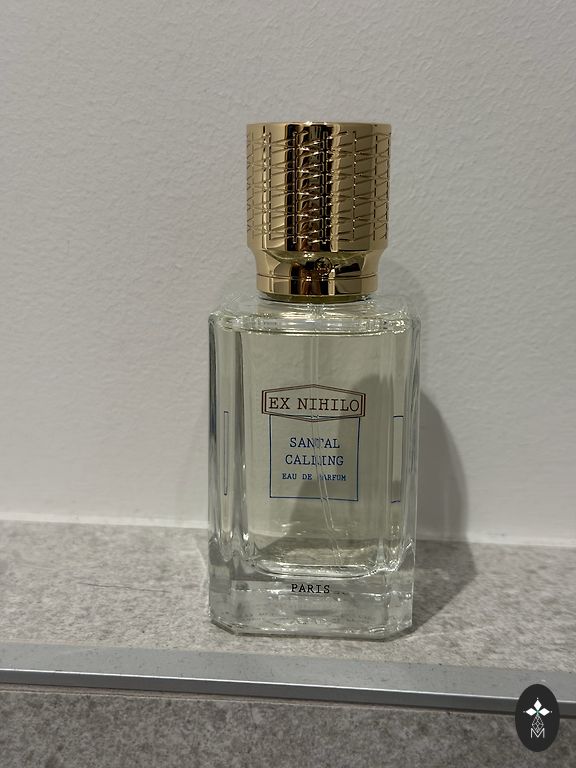 EX NIHILO
SANTAL
CALLING
EAU DE PARFUM
PARIS
M